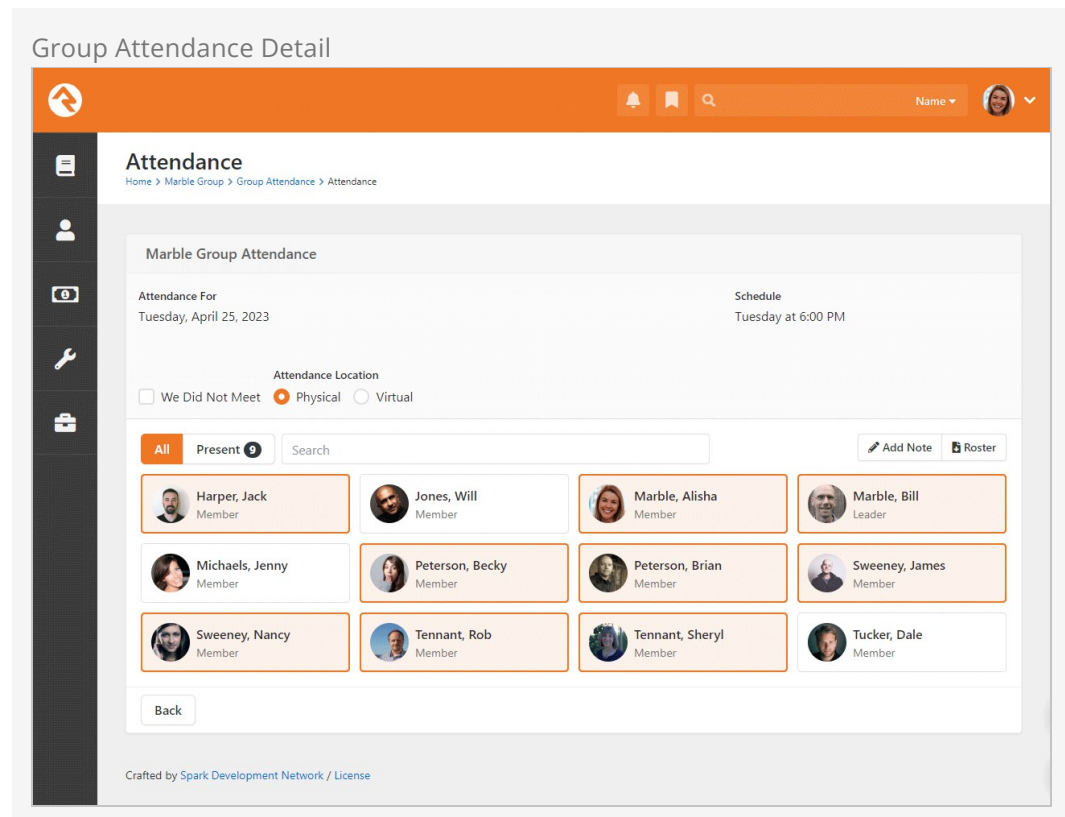 Group Attendance Detail
Name
Attendance
Home > Marble Group > Group Attendance > Attendance
Marble Group Attendance
Attendance For
Schedule
Tuesday, April 25, 2023
Tuesday at 6:00 PM
Attendance Location
We Did Not Meet Physical Virtual
All Present 9 Search Add Note Roster
Harper, Jack
Member
Jones, Will
Member
Marble, Alisha
Member
Marble, Bill
Leader
Michaels, Jenny
Member
Peterson, Becky
Member
Peterson, Brian
Member
Sweeney, James
Member
Sweeney, Nancy
Member
Tennant, Rob
Member
Tennant, Sheryl
Member
Tucker, Dale
Member
Back
Crafted by Spark Development Network / License